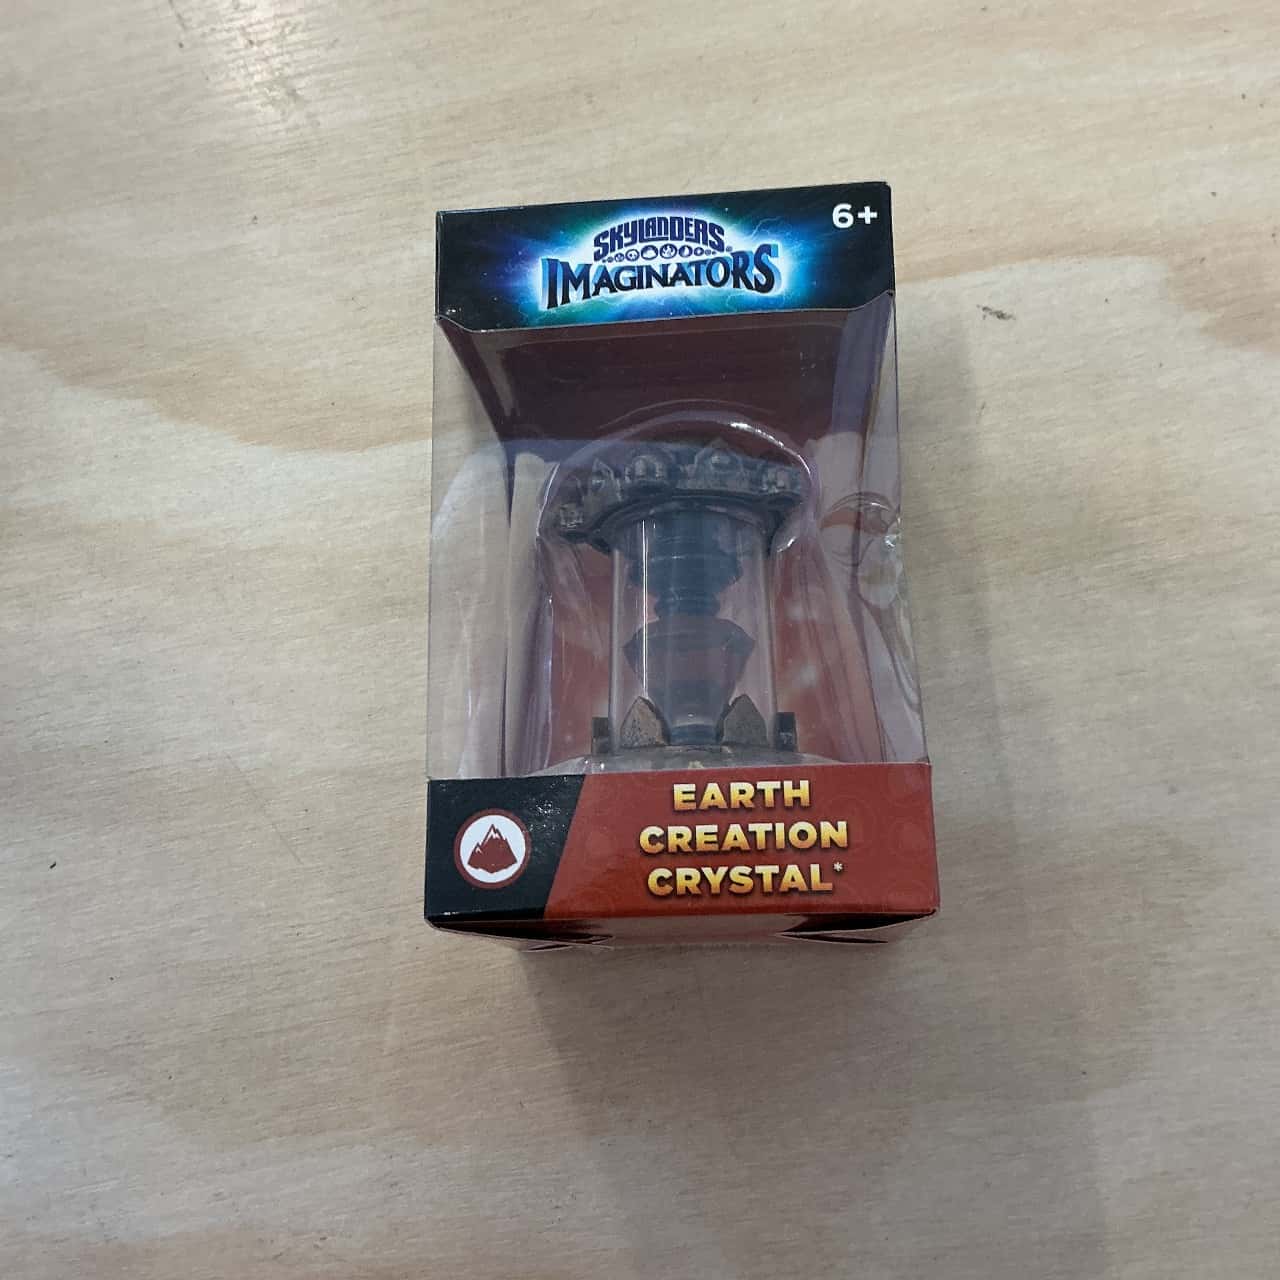 6+
SKYLANDERS
IMAGINATORS
EARTH
CREATION
CRYSTAL*